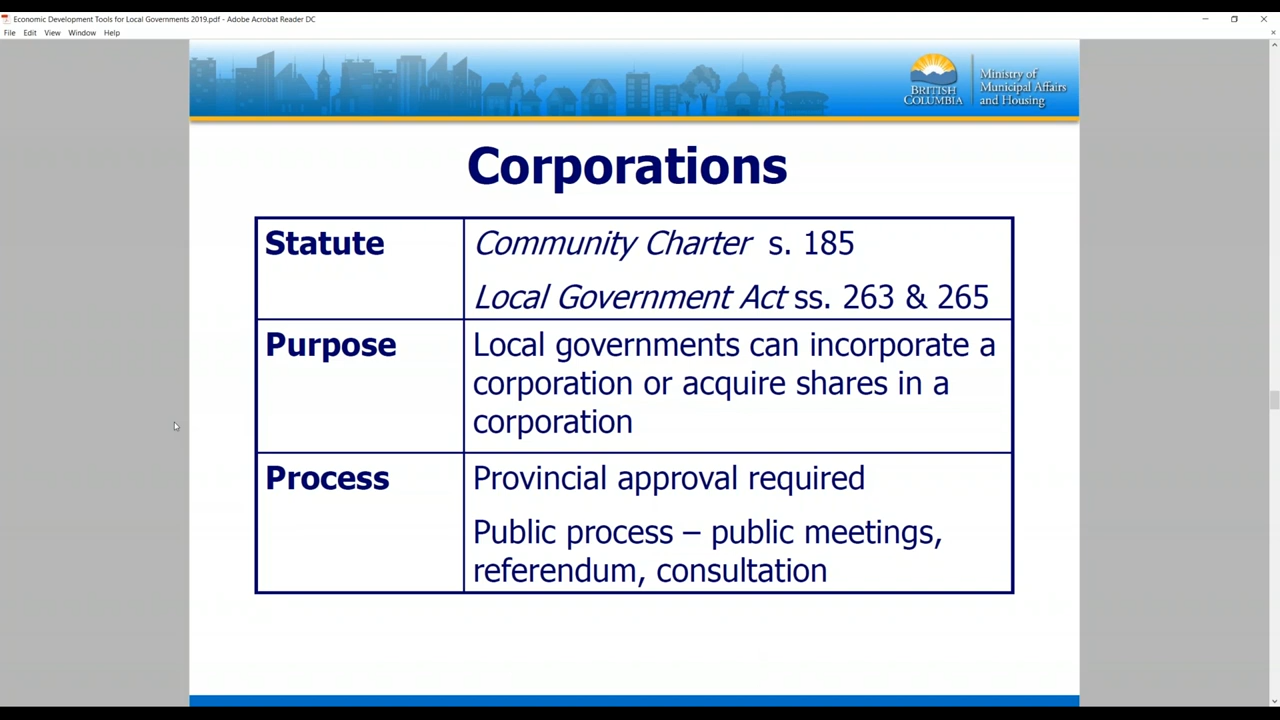 Economic Development Tools for Local Governments 2019.pdf - Adobe Acrobat Reader DC
File Edit View Window Help
BRITISH
COLUMBIA
Ministry of
Municipal Affairs
and Housing
Corporations
Statute
Community Charter s. 185
Local Government Act ss. 263 & 265
Purpose
Local governments can incorporate a
corporation or acquire shares in a
corporation
Process
Provincial approval required
Public process – public meetings,
referendum, consultation